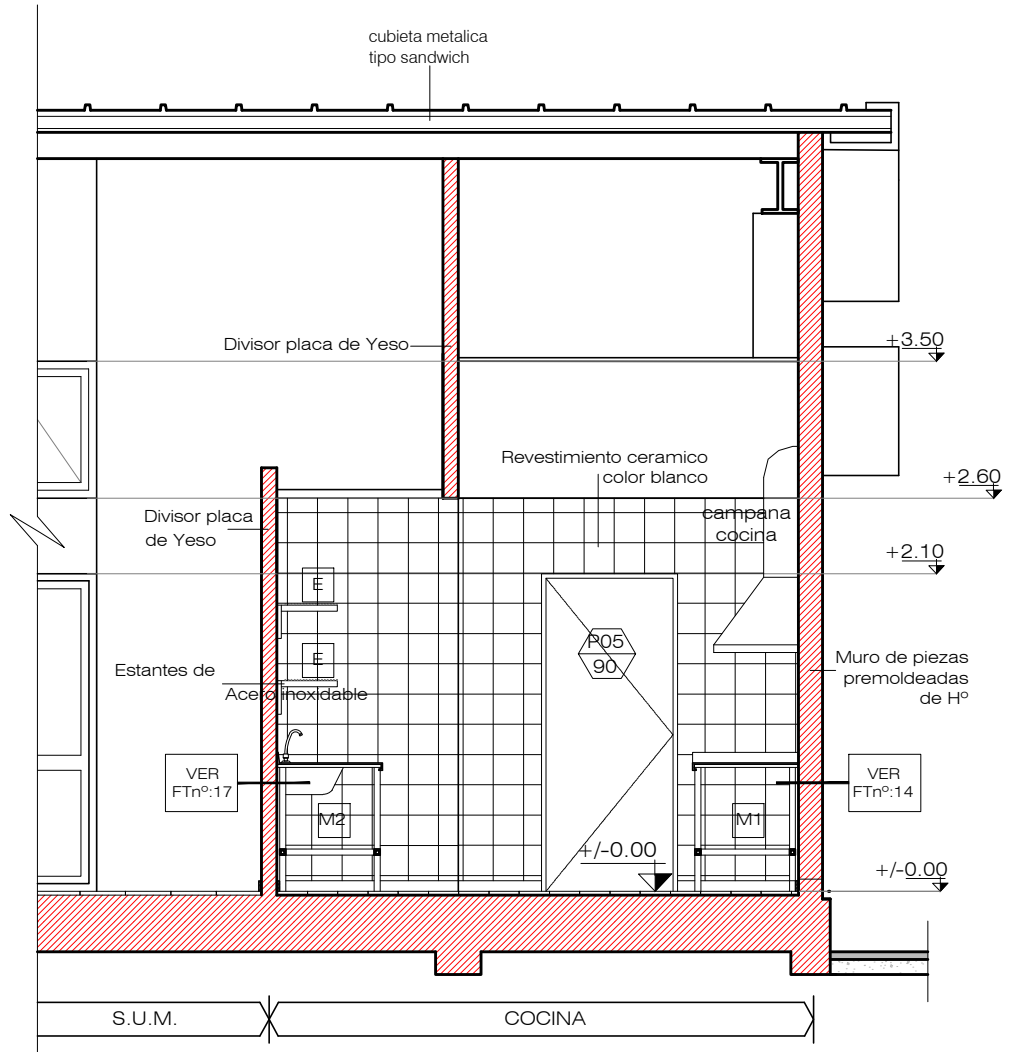 cubieta metalica
tipo sandwich
Divisor placa de Yeso
+3.50
Revestimiento ceramico
color blanco
+2.60
Divisor placa
de Yeso
campana
cocina
+2.10
E
P05
90
E
Estantes de
Acero inoxidable
Muro de piezas
premoldeadas
de Hº
VER
FTnº:17
VER
FTnº:14
M2
M1
+/-0.00
+/-0.00
S.U.M.
COCINA